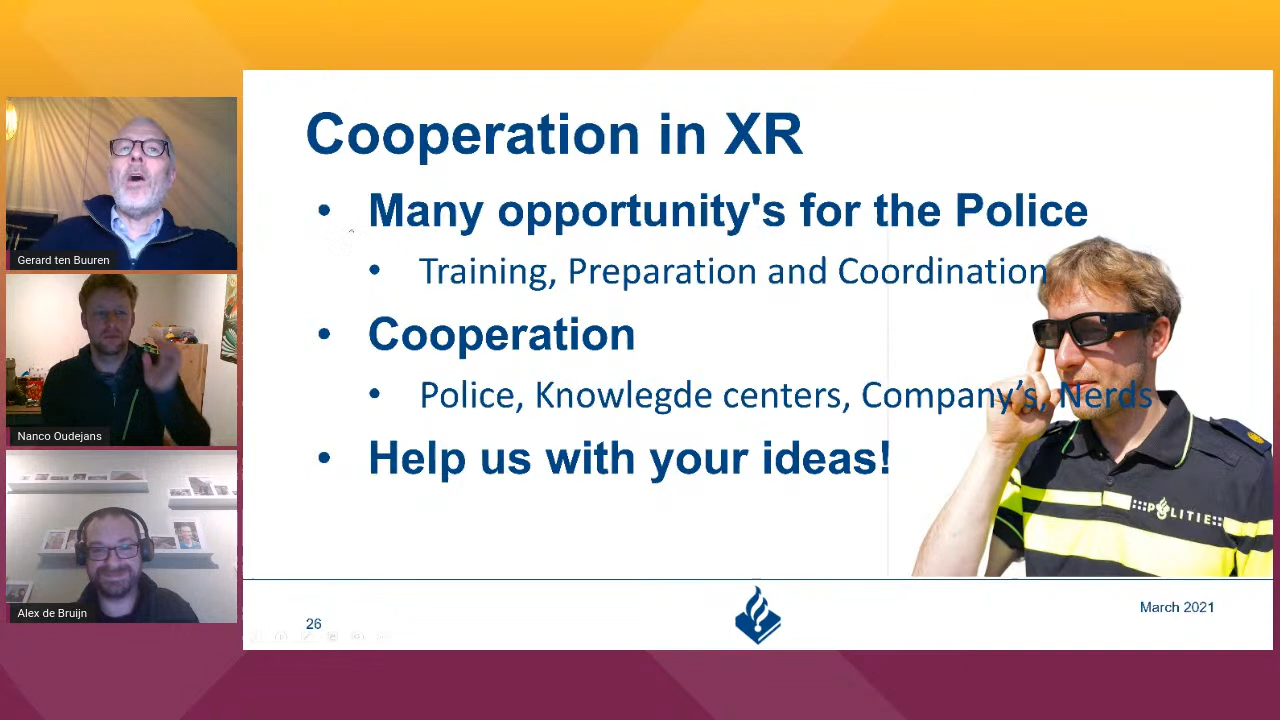 Cooperation in XR
• Many opportunity's for the Police
• Training, Preparation and Coordination
• Cooperation
• Police, Knowlegde centers, Company's, Nerds
• Help us with your ideas!
POLITIE
26
March 2021
Gerard ten Buuren
Nanco Oudejans
Alex de Bruijn